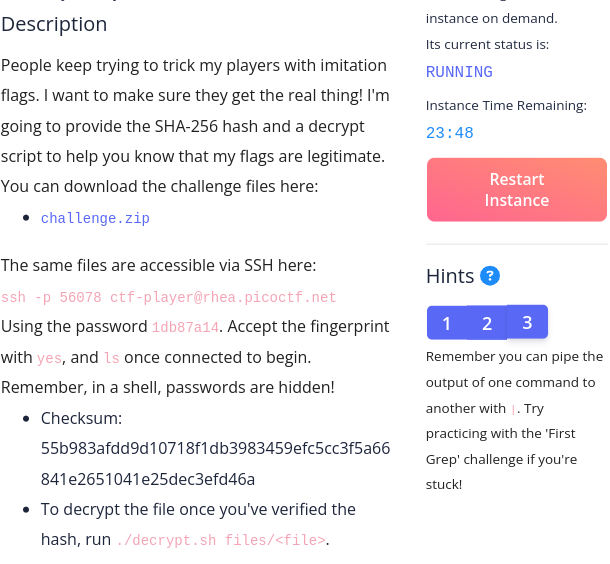 Description
People keep trying to trick my players with imitation
flags. I want to make sure they get the real thing! I'm
going to provide the SHA-256 hash and a decrypt
script to help you know that my flags are legitimate.
You can download the challenge files here:
challenge.zip
The same files are accessible via SSH here:
ssh -p 56078 ctf-player@rhea.picoctf.net
Using the password 1db87a14. Accept the fingerprint
with yes, and ls once connected to begin.
Remember, in a shell, passwords are hidden!
Checksum:
55b983afdd9d10718f1db3983459efc5cc3f5a66
841e2651041e25dec3efd46a
To decrypt the file once you've verified the
hash, run ./decrypt.sh files/<file>.
instance on demand.
Its current status is:
RUNNING
Instance Time Remaining:
23:48
Restart
Instance
Hints ?
1 2 3
Remember you can pipe the
output of one command to
another with |. Try
practicing with the 'First
Grep' challenge if you're
stuck!